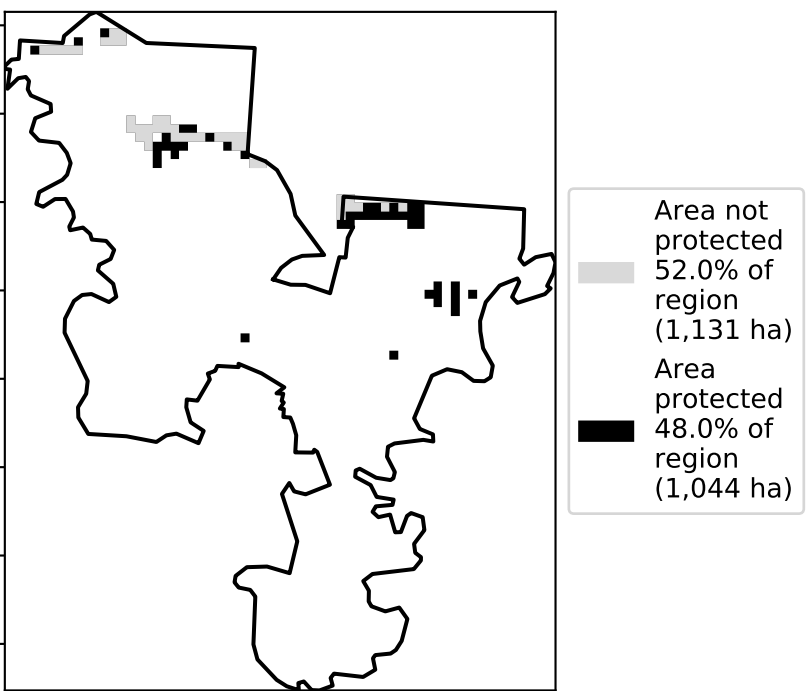 Area not
protected
52.0% of
region
(1,131 ha)
Area
protected
48.0% of
region
(1,044 ha)